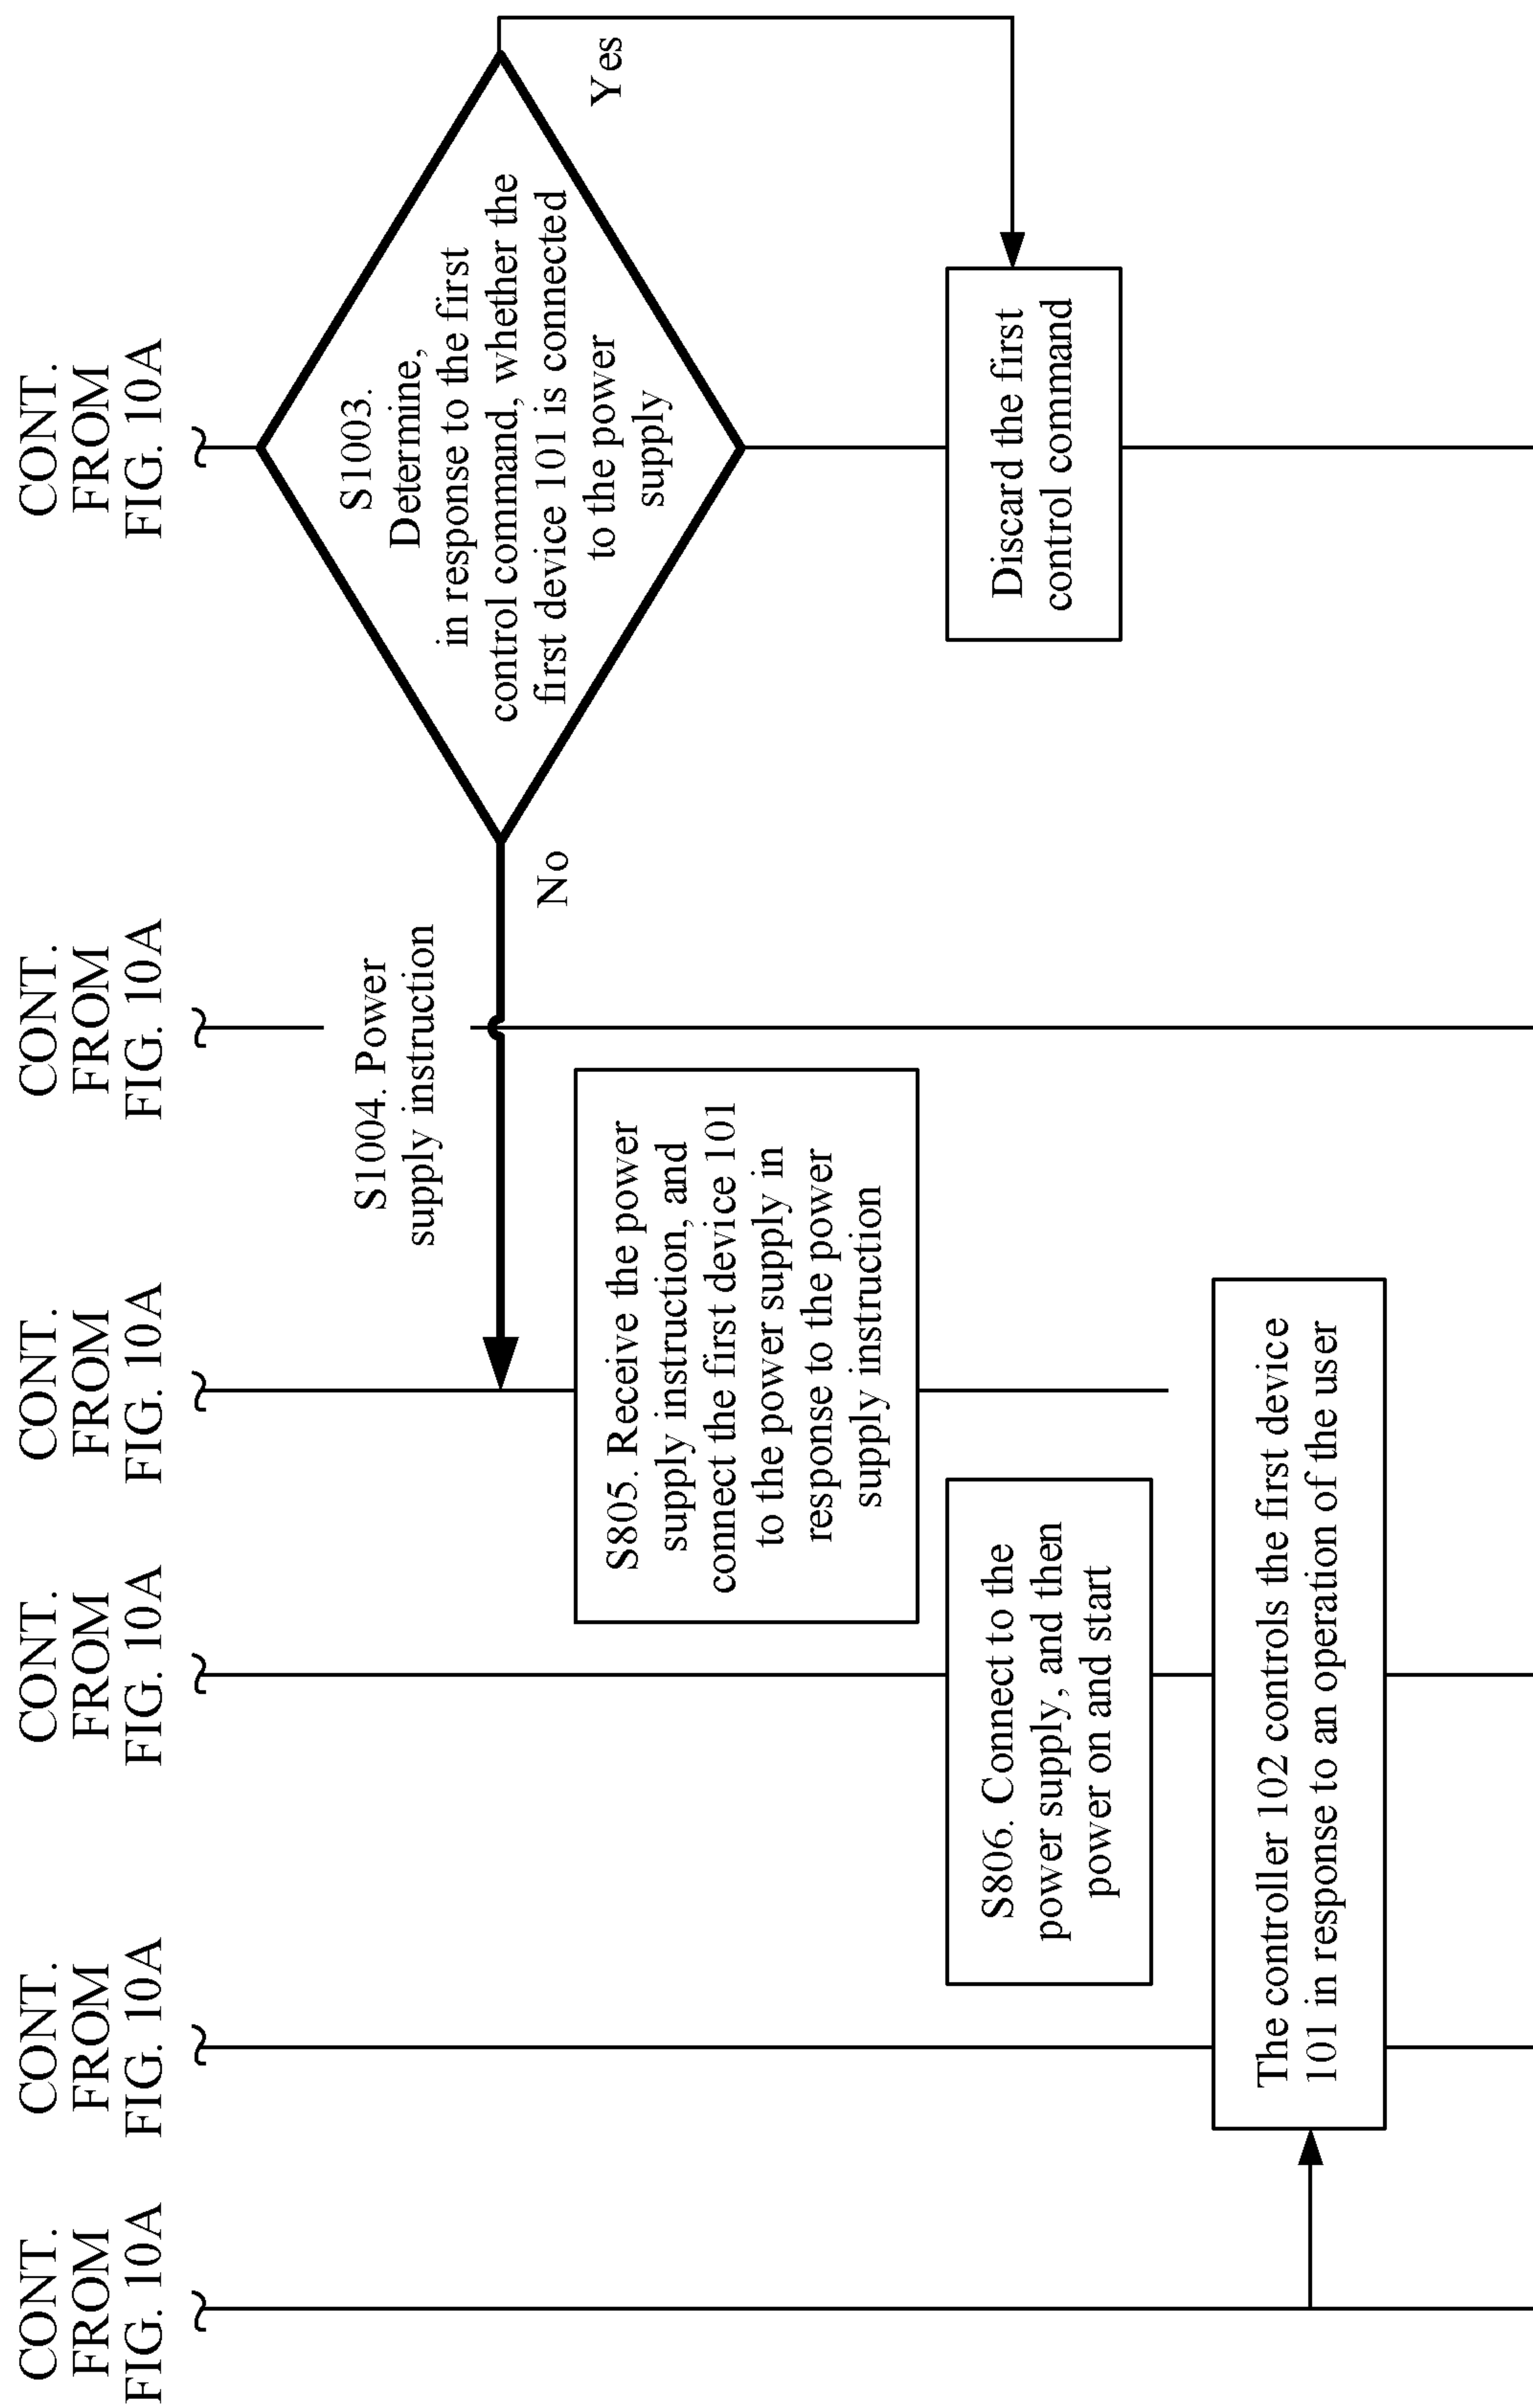 CONT.
FROM
FIG. 10A
CONT.
FROM
FIG. 10A
CONT.
FROM
FIG. 10A
CONT.
FROM
FIG. 10A
CONT.
FROM
FIG. 10A
CONT.
FROM
FIG. 10A
S1003.
Determine,
in response to the first
control command, whether the
first device 101 is connected
to the power
supply
Yes
No
S1004. Power
supply instruction
S805. Receive the power
supply instruction, and
connect the first device 101
to the power supply in
response to the power
supply instruction
Discard the first
control command
S806. Connect to the
power supply, and then
power on and start
The controller 102 controls the first device
101 in response to an operation of the user